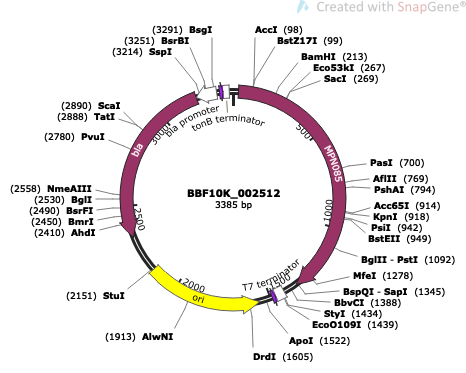 Created with SnapGene®
(3291) BsgI
(3251) BsrBI
(3214) SspI
AccI (98)
BstZ17I (99)
BamHI (213)
Eco53kI (267)
SacI (269)
(2890) ScaI
(2888) TatI
(2780) PvuI
(2558) NmeAIII
(2530) BglI
(2490) BsrFI
(2450) BmrI
(2410) AhdI
(2151) StuI
(1913) AlwNI
PasI (700)
AflII (769)
PshAI (794)
Acc65I (914)
KpnI (918)
PsiI (942)
BstEII (949)
BglII - PstI (1092)
MfeI (1278)
BspQI - SapI (1345)
BbvCI (1388)
StyI (1434)
EcoO109I (1439)
ApoI (1522)
DrdI (1605)
bla promoter
tonB terminator
bla
MPN085
T7 terminator
ori
500
1000
1500
2000
2500
3000
BBF10K_002512
3385 bp